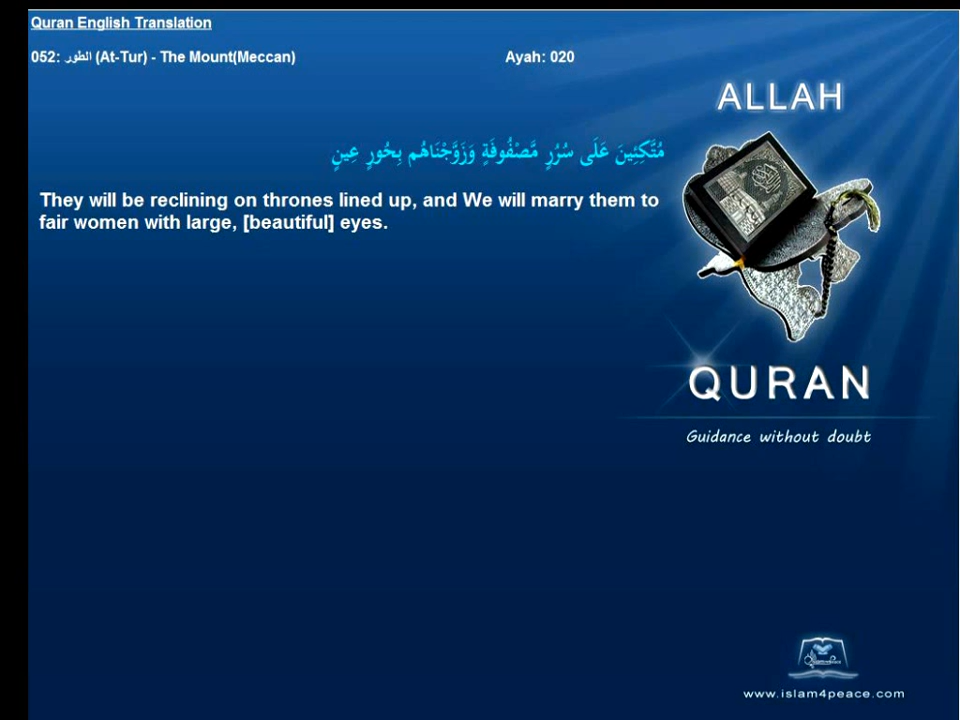 Quran English Translation
052: الطور (At-Tur) - The Mount(Meccan) Ayah: 020
ALLAH
مُتَّكِئِينَ عَلَى سُرُرٍ مَّصْفُوفَةٍ وَزَوَّجْنَاهُم بِحُورٍ عِينٍ
They will be reclining on thrones lined up, and We will marry them to
fair women with large, [beautiful] eyes.
QURAN
Guidance without doubt
www.islam4peace.com